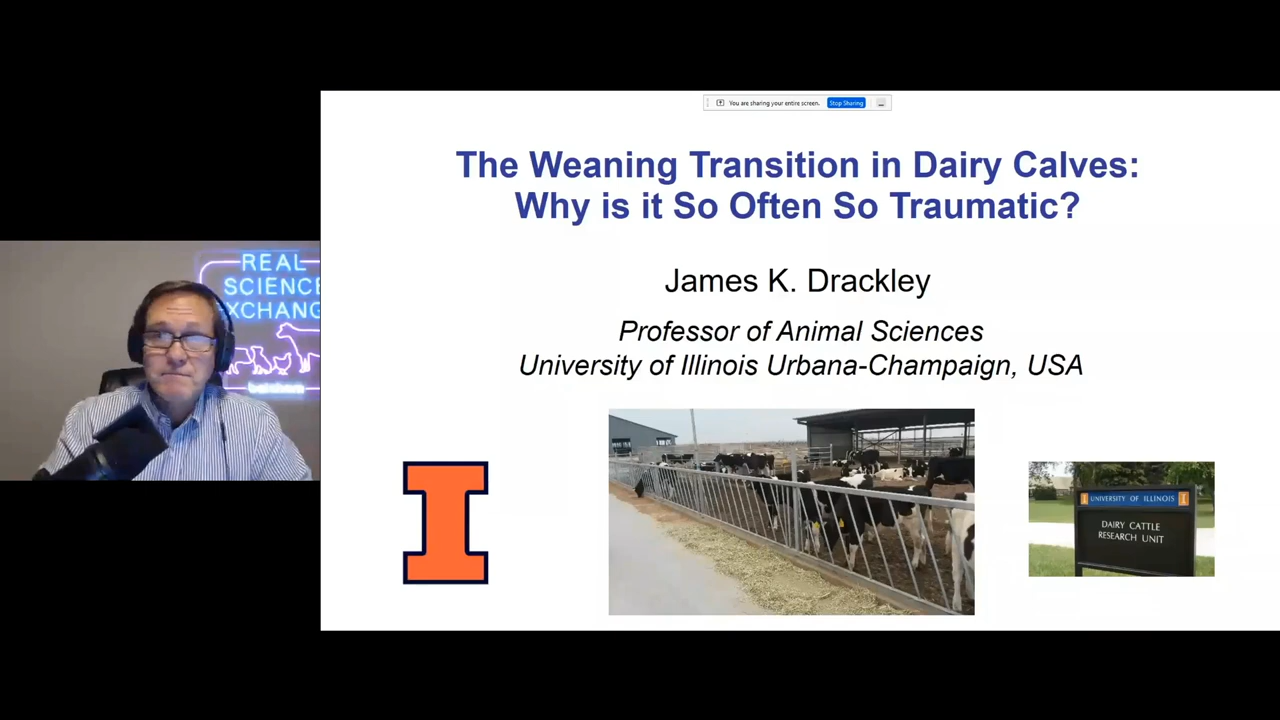 You are sharing your entire screen. Stop Sharing
The Weaning Transition in Dairy Calves:
Why is it So Often So Traumatic?
James K. Drackley
Professor of Animal Sciences
University of Illinois Urbana-Champaign, USA
REAL
SCIENCE
XCHANG
balchem
I
UNIVERSITY OF ILLINOIS
DAIRY CATTLE
RESEARCH UNIT